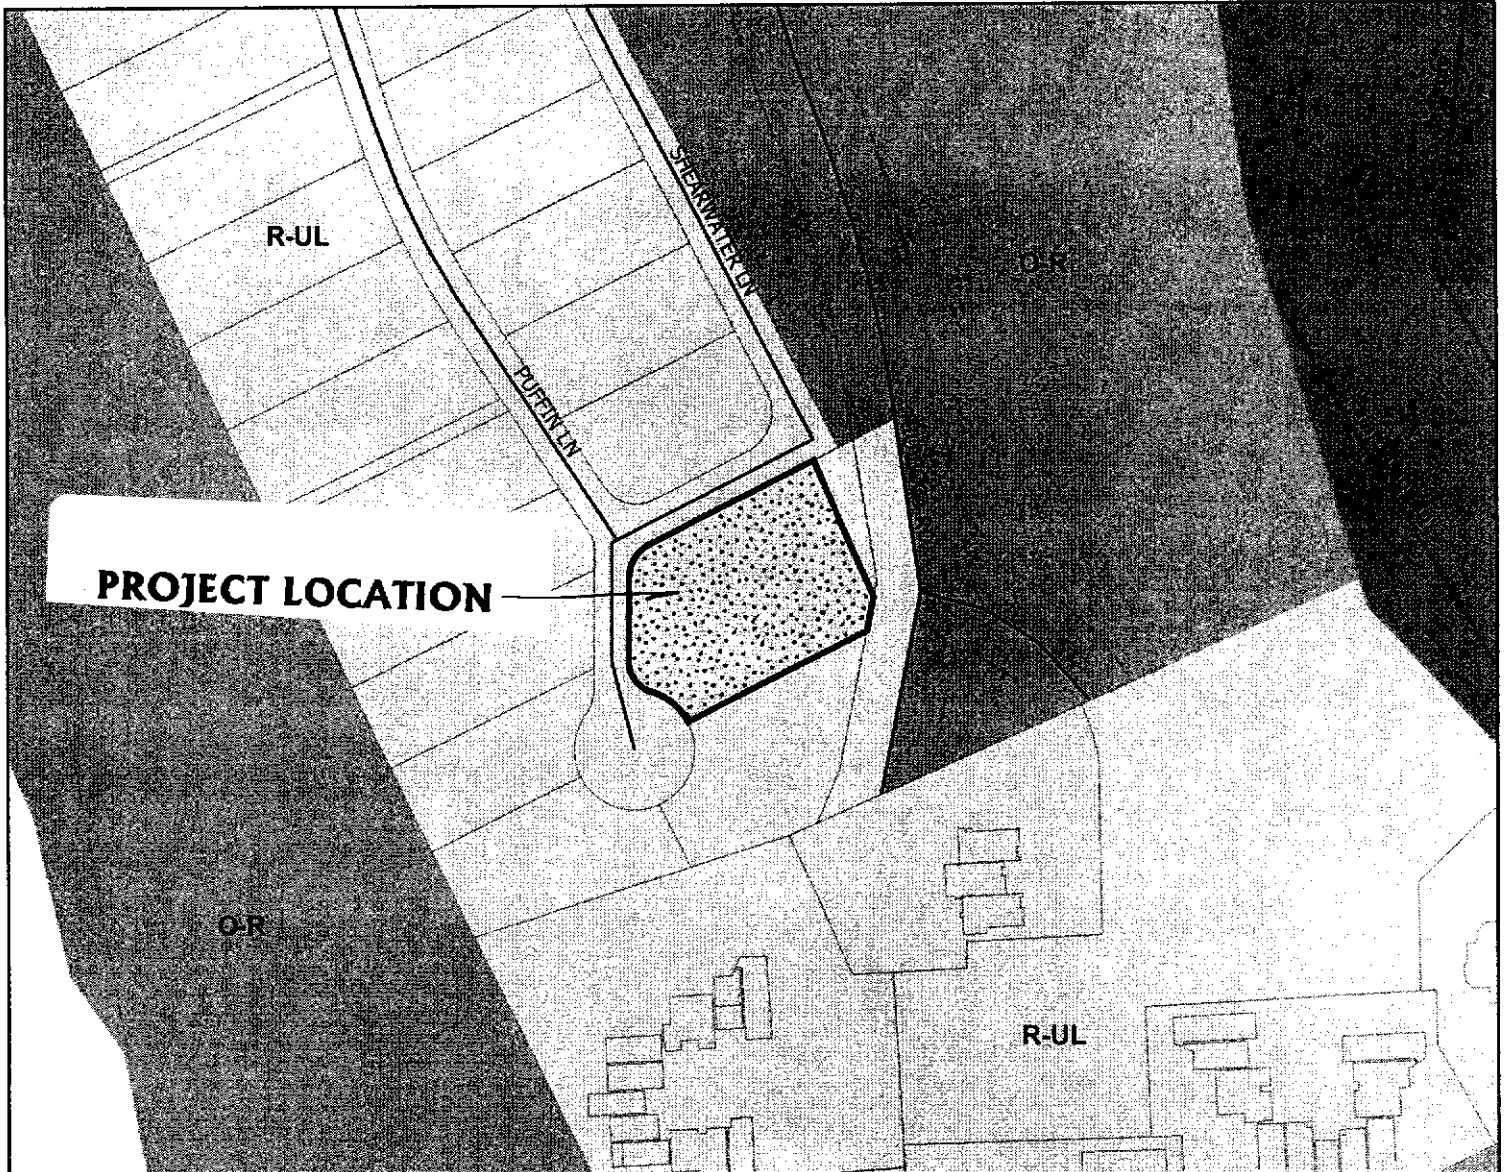 SHEARWATER LN
R-UL
O-R
PUFFIN LN
PROJECT LOCATION
O-R
R-UL